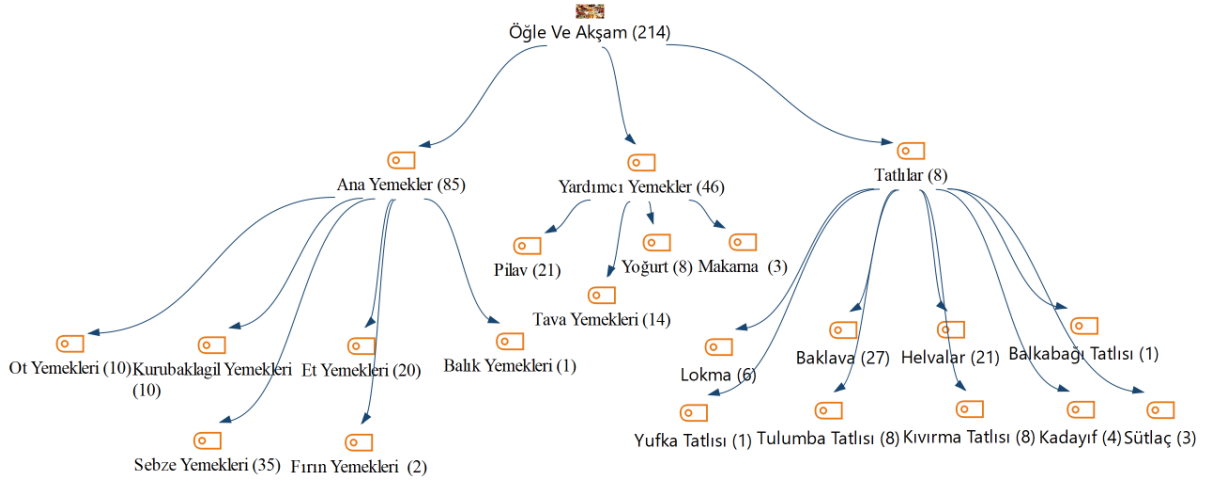 Öğle Ve Akşam (214)
Ana Yemekler (85)
Yardımcı Yemekler (46)
Tatlılar (8)
Pilav (21)
Yoğurt (8)
Makarna (3)
Tava Yemekleri (14)
Ot Yemekleri (10)
Kurubaklagil Yemekleri
(10)
Et Yemekleri (20)
Balık Yemekleri (1)
Lokma (6)
Baklava (27)
Helvalar (21)
Balkabağı Tatlısı (1)
Sebze Yemekleri (35)
Fırın Yemekleri (2)
Yufka Tatlısı (1)
Tulumba Tatlısı (8)
Kıvırma Tatlısı (8)
Kadayıf (4)
Sütlaç (3)